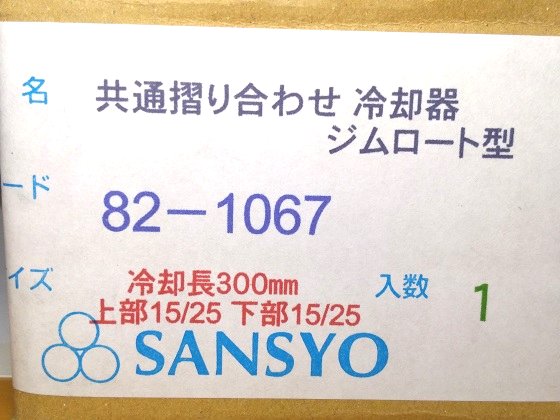 名 共通摺り合わせ 冷却器
ジムロート型
ード 82-1067
イズ 冷却長300mm 入数 1
上部15/25 下部15/25
SANSYO